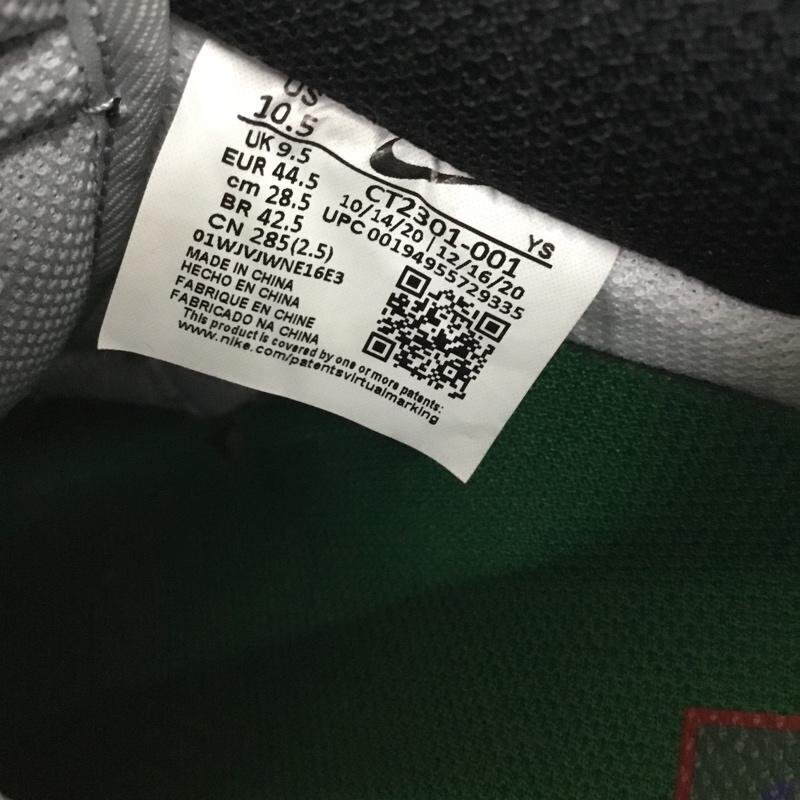 US
10.5
UK 9.5
EUR 44.5
cm 28.5
BR 42.5
CN 285(2.5)
01WJVJWNE16E3
MADE IN CHINA
HECHO EN CHINA
FABRIQUE EN CHINE
FABRICADO NA CHINA
This product is covered by one or more patents:
www.nike.com/patentsvirtualmarking
CT2301-001
YS
10/14/20 | 12/16/20
UPC 00194955729335